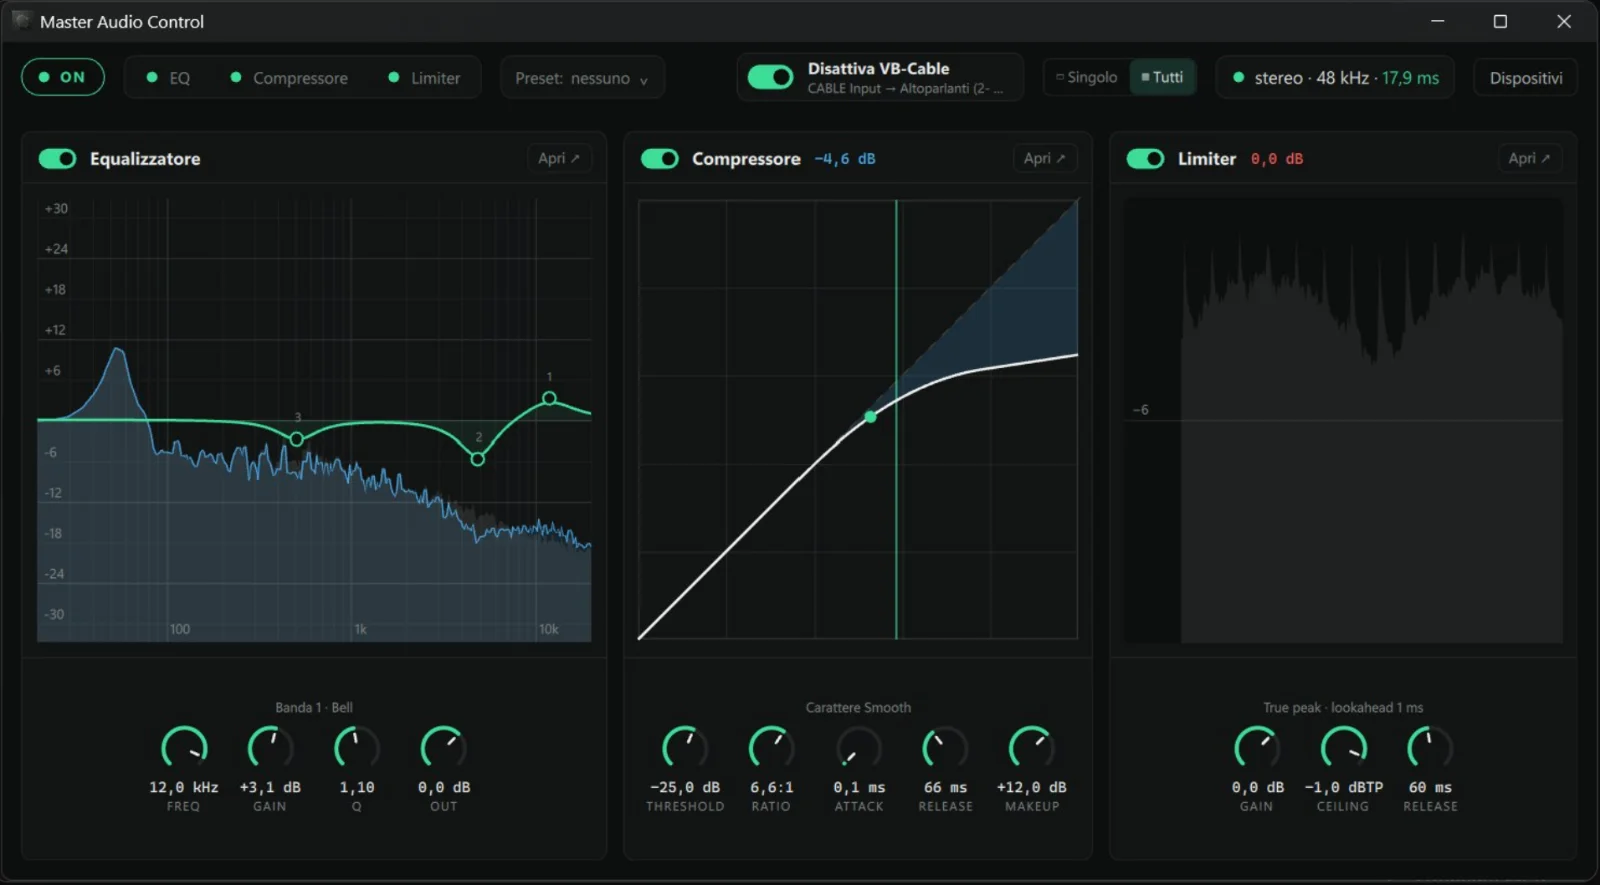 Master Audio Control
ON
EQ
Compressore
Limiter
Preset: nessuno
Disattiva VB-Cable
CABLE Input → Altoparlanti (2- ...
Singolo
Tutti
stereo · 48 kHz · 17,9 ms
Dispositivi
Equalizzatore
Apri ↗
Compressore -4,6 dB
Apri ↗
Limiter 0,0 dB
Apri ↗
+30
+24
+18
+12
+6
-6
-12
-18
-24
-30
100
1k
10k
1
2
3
-6
Banda 1 · Bell
12,0 kHz
+3,1 dB
1,10
0,0 dB
FREQ
GAIN
Q
OUT
Carattere Smooth
-25,0 dB
6,6:1
0,1 ms
66 ms
+12,0 dB
THRESHOLD
RATIO
ATTACK
RELEASE
MAKEUP
True peak · lookahead 1 ms
0,0 dB
-1,0 dBTP
60 ms
GAIN
CEILING
RELEASE